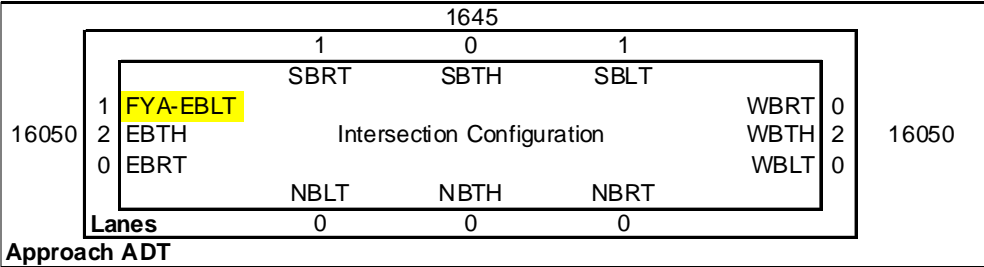 1645
1 0 1
SBRT SBTH SBLT
1 FYA-EBLT WBRT 0
16050 2 EBTH Intersection Configuration WBTH 2 16050
0 EBRT WBLT 0
NBLT NBTH NBRT
Lanes 0 0 0
Approach ADT